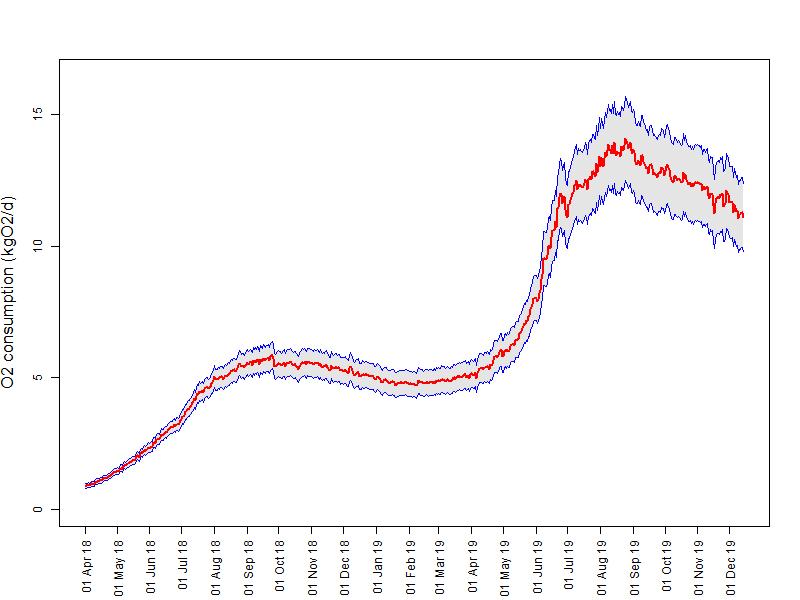 O2 consumption (kgO2/d)
15
10
5
0
01 Apr 18
01 May 18
01 Jun 18
01 Jul 18
01 Aug 18
01 Sep 18
01 Oct 18
01 Nov 18
01 Dec 18
01 Jan 19
01 Feb 19
01 Mar 19
01 Apr 19
01 May 19
01 Jun 19
01 Jul 19
01 Aug 19
01 Sep 19
01 Oct 19
01 Nov 19
01 Dec 19